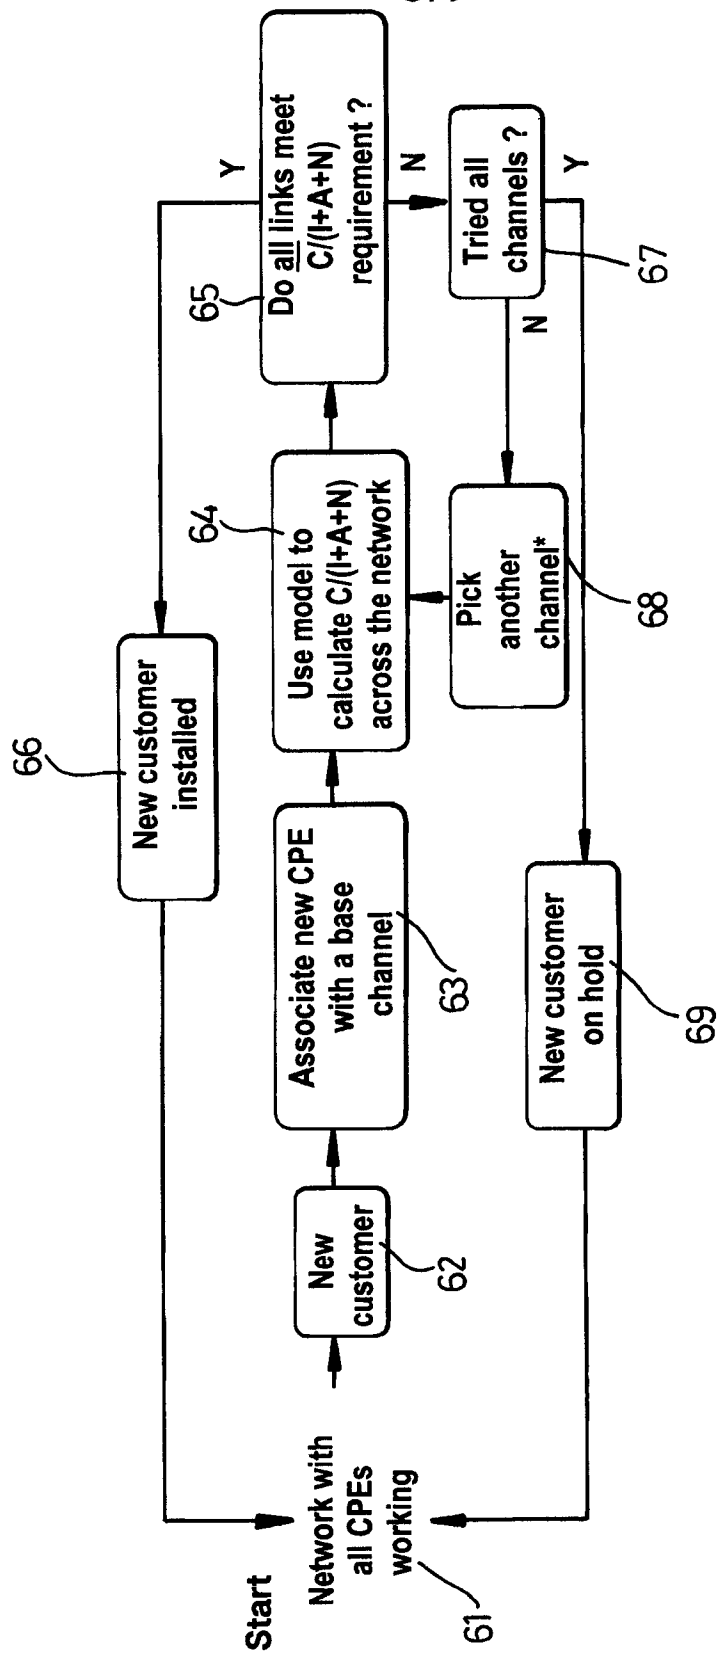 Start
Network with
all CPEs
working
61
New
customer
62
Associate new CPE
with a base
channel
63
Use model to
calculate C/(I+A+N)
across the network
64
Do all links meet
C/(I+A+N)
requirement ?
65
Y
N
New customer
installed
66
Tried all
channels ?
67
N
Y
Pick
another
channel*
68
New customer
on hold
69